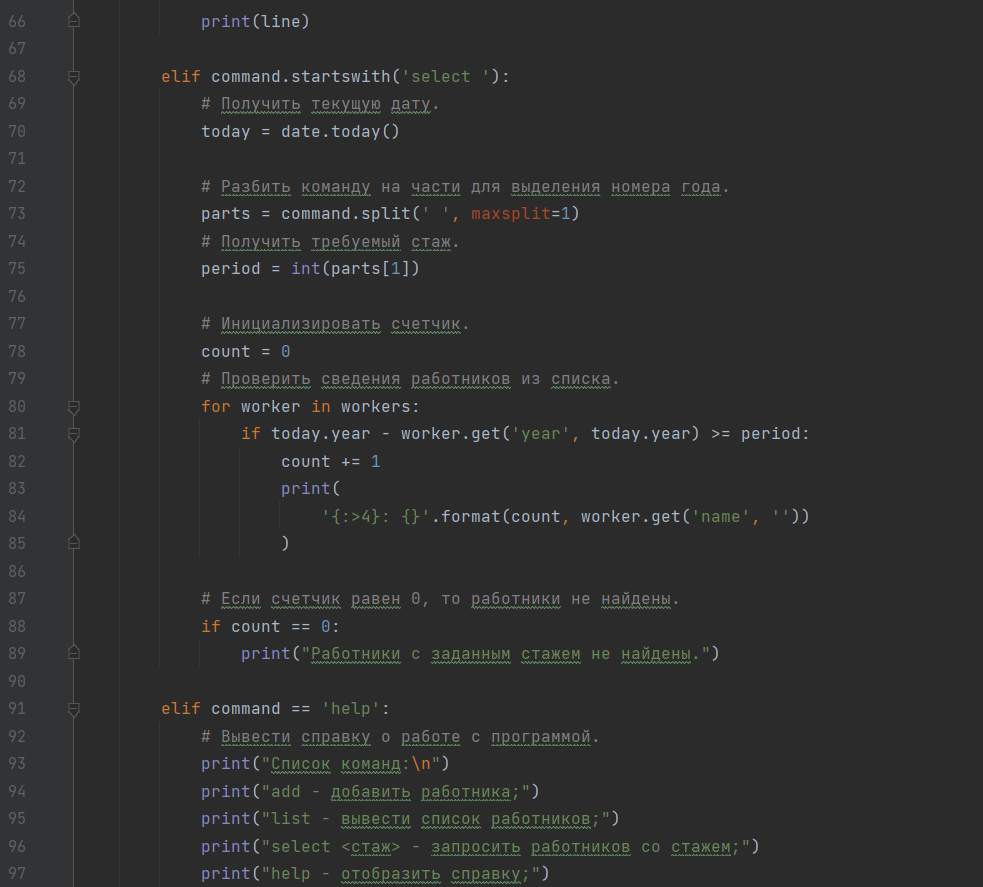 66 print(line)
67
68 elif command.startswith('select '):
69 # Получить текущую дату.
70 today = date.today()
71
72 # Разбить команду на части для выделения номера года.
73 parts = command.split(' ', maxsplit=1)
74 # Получить требуемый стаж.
75 period = int(parts[1])
76
77 # Инициализировать счетчик.
78 count = 0
79 # Проверить сведения работников из списка.
80 for worker in workers:
81 if today.year - worker.get('year', today.year) >= period:
82 count += 1
83 print(
84 '{:>4}: {}'.format(count, worker.get('name', ''))
85 )
86
87 # Если счетчик равен 0, то работники не найдены.
88 if count == 0:
89 print("Работники с заданным стажем не найдены.")
90
91 elif command == 'help':
92 # Вывести справку о работе с программой.
93 print("Список команд:\n")
94 print("add - добавить работника;")
95 print("list - вывести список работников;")
96 print("select <стаж> - запросить работников со стажем;")
97 print("help - отобразить справку;")